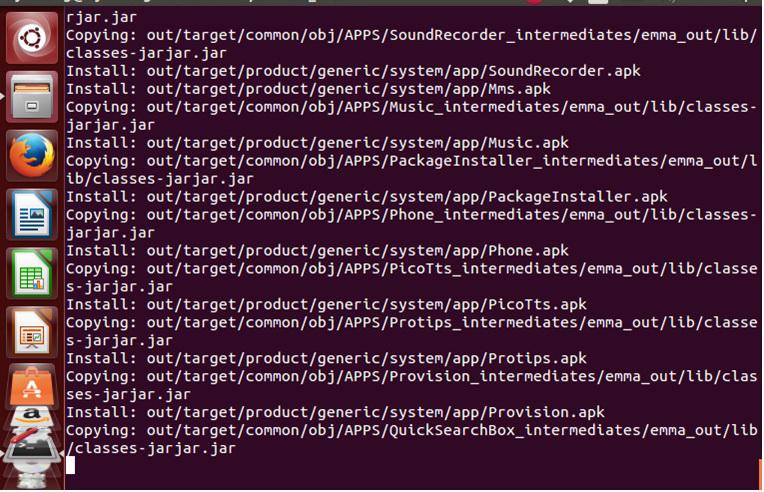 rjar.jar
Copying: out/target/common/obj/APPS/SoundRecorder_intermediates/emma_out/lib/
classes-jarjar.jar
Install: out/target/product/generic/system/app/SoundRecorder.apk
Install: out/target/product/generic/system/app/Mms.apk
Copying: out/target/common/obj/APPS/Music_intermediates/emma_out/lib/classes-
jarjar.jar
Install: out/target/product/generic/system/app/Music.apk
Copying: out/target/common/obj/APPS/PackageInstaller_intermediates/emma_out/l
ib/classes-jarjar.jar
Install: out/target/product/generic/system/app/PackageInstaller.apk
Copying: out/target/common/obj/APPS/Phone_intermediates/emma_out/lib/classes-
jarjar.jar
Install: out/target/product/generic/system/app/Phone.apk
Copying: out/target/common/obj/APPS/PicoTts_intermediates/emma_out/lib/classe
s-jarjar.jar
Install: out/target/product/generic/system/app/PicoTts.apk
Copying: out/target/common/obj/APPS/Protips_intermediates/emma_out/lib/classe
s-jarjar.jar
Install: out/target/product/generic/system/app/Protips.apk
Copying: out/target/common/obj/APPS/Provision_intermediates/emma_out/lib/clas
ses-jarjar.jar
Install: out/target/product/generic/system/app/Provision.apk
Copying: out/target/common/obj/APPS/QuickSearchBox_intermediates/emma_out/lib
/classes-jarjar.jar